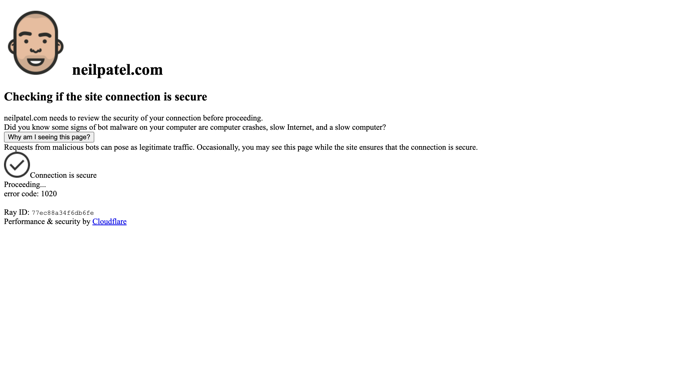 neilpatel.com
Checking if the site connection is secure
neilpatel.com needs to review the security of your connection before proceeding.
Did you know some signs of bot malware on your computer are computer crashes, slow Internet, and a slow computer?
Why am I seeing this page?
Requests from malicious bots can pose as legitimate traffic. Occasionally, you may see this page while the site ensures that the connection is secure.
Connection is secure
Proceeding...
error code: 1020
Ray ID: 77ec88a34f6db6fe
Performance & security by Cloudflare